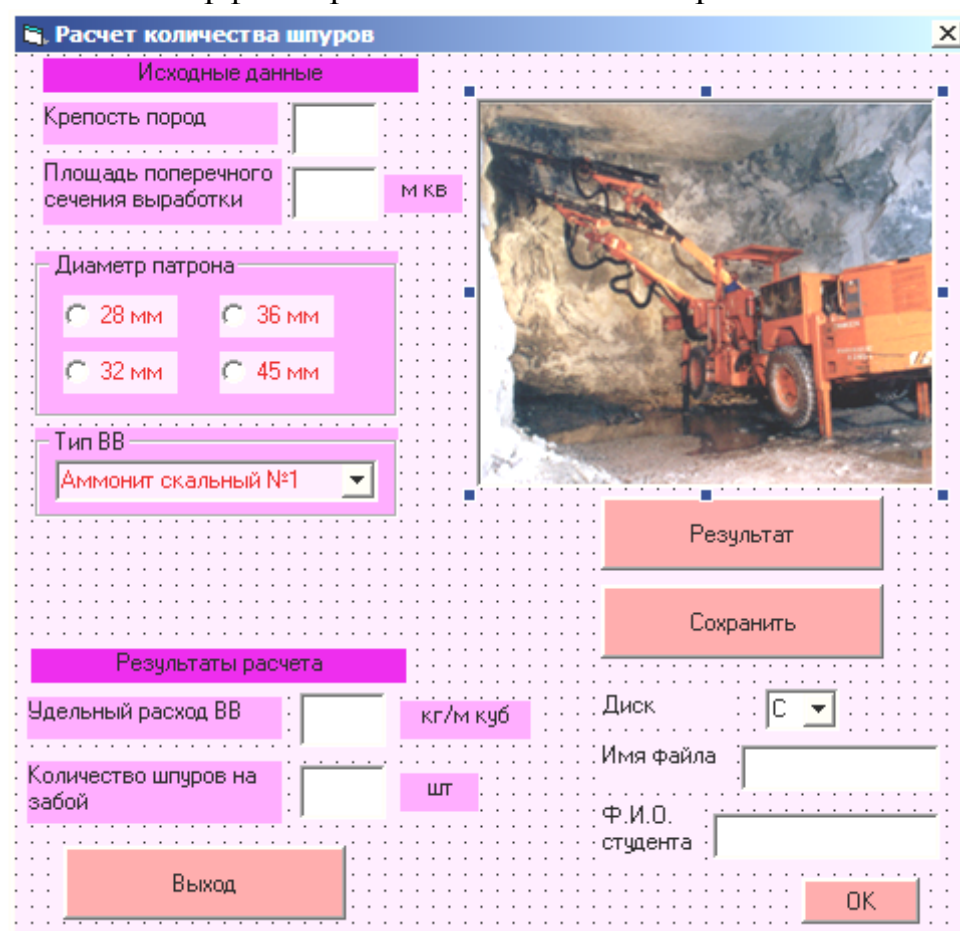 Расчет количества шпуров
Исходные данные
Крепость пород
Площадь поперечного
сечения выработки
м кв
Диаметр патрона
28 мм
36 мм
32 мм
45 мм
Тип ВВ
Аммонит скальный №1
Результат
Сохранить
Результаты расчета
Удельный расход ВВ
кг/м куб
Количество шпуров на
забой
шт
Диск
C
Имя файла
Ф.И.О.
студента
Выход
OK